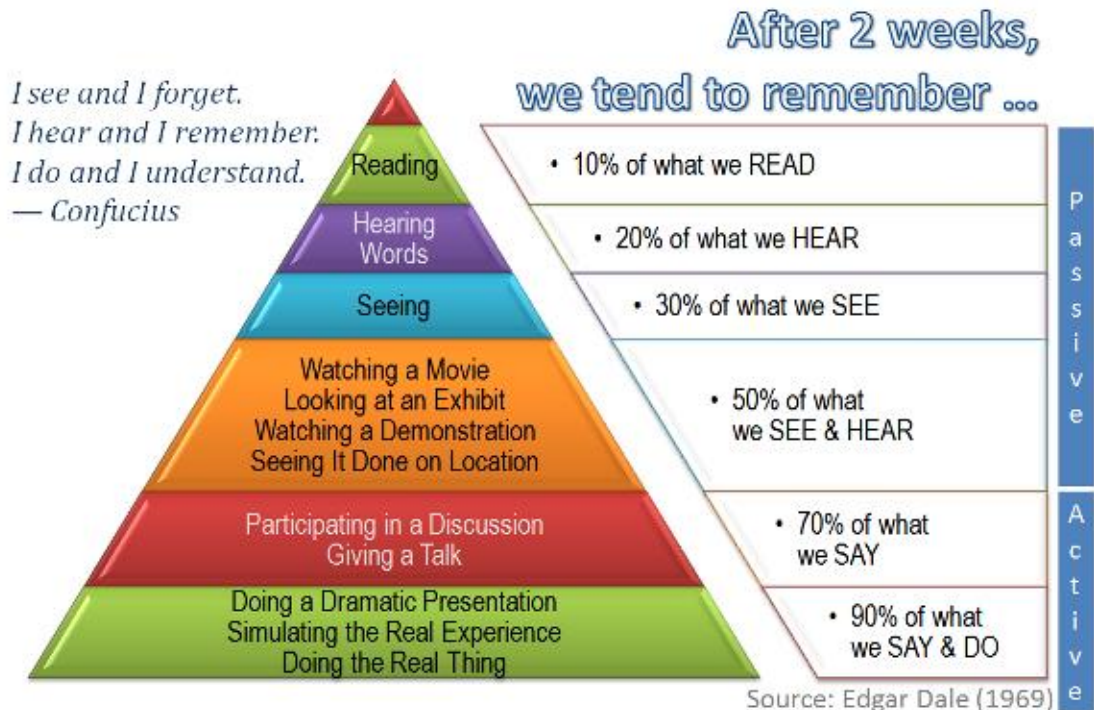 After 2 weeks,
we tend to remember ...
I see and I forget.
I hear and I remember.
I do and I understand.
— Confucius
Reading
Hearing
Words
Seeing
Watching a Movie
Looking at an Exhibit
Watching a Demonstration
Seeing It Done on Location
Participating in a Discussion
Giving a Talk
Doing a Dramatic Presentation
Simulating the Real Experience
Doing the Real Thing
• 10% of what we READ
• 20% of what we HEAR
• 30% of what we SEE
• 50% of what
we SEE & HEAR
• 70% of what
we SAY
• 90% of what
we SAY & DO
Passive
Active
Source: Edgar Dale (1969)